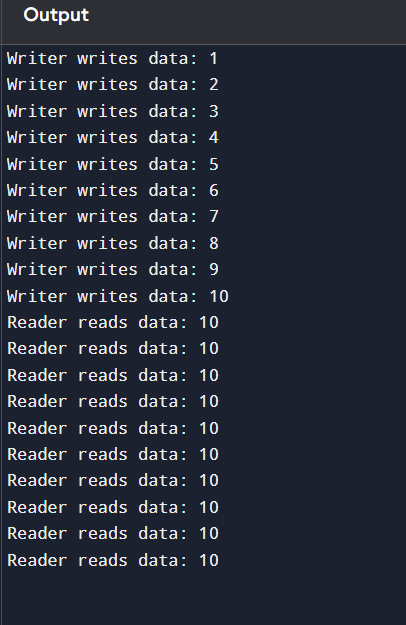 Output
Writer writes data: 1
Writer writes data: 2
Writer writes data: 3
Writer writes data: 4
Writer writes data: 5
Writer writes data: 6
Writer writes data: 7
Writer writes data: 8
Writer writes data: 9
Writer writes data: 10
Reader reads data: 10
Reader reads data: 10
Reader reads data: 10
Reader reads data: 10
Reader reads data: 10
Reader reads data: 10
Reader reads data: 10
Reader reads data: 10
Reader reads data: 10
Reader reads data: 10